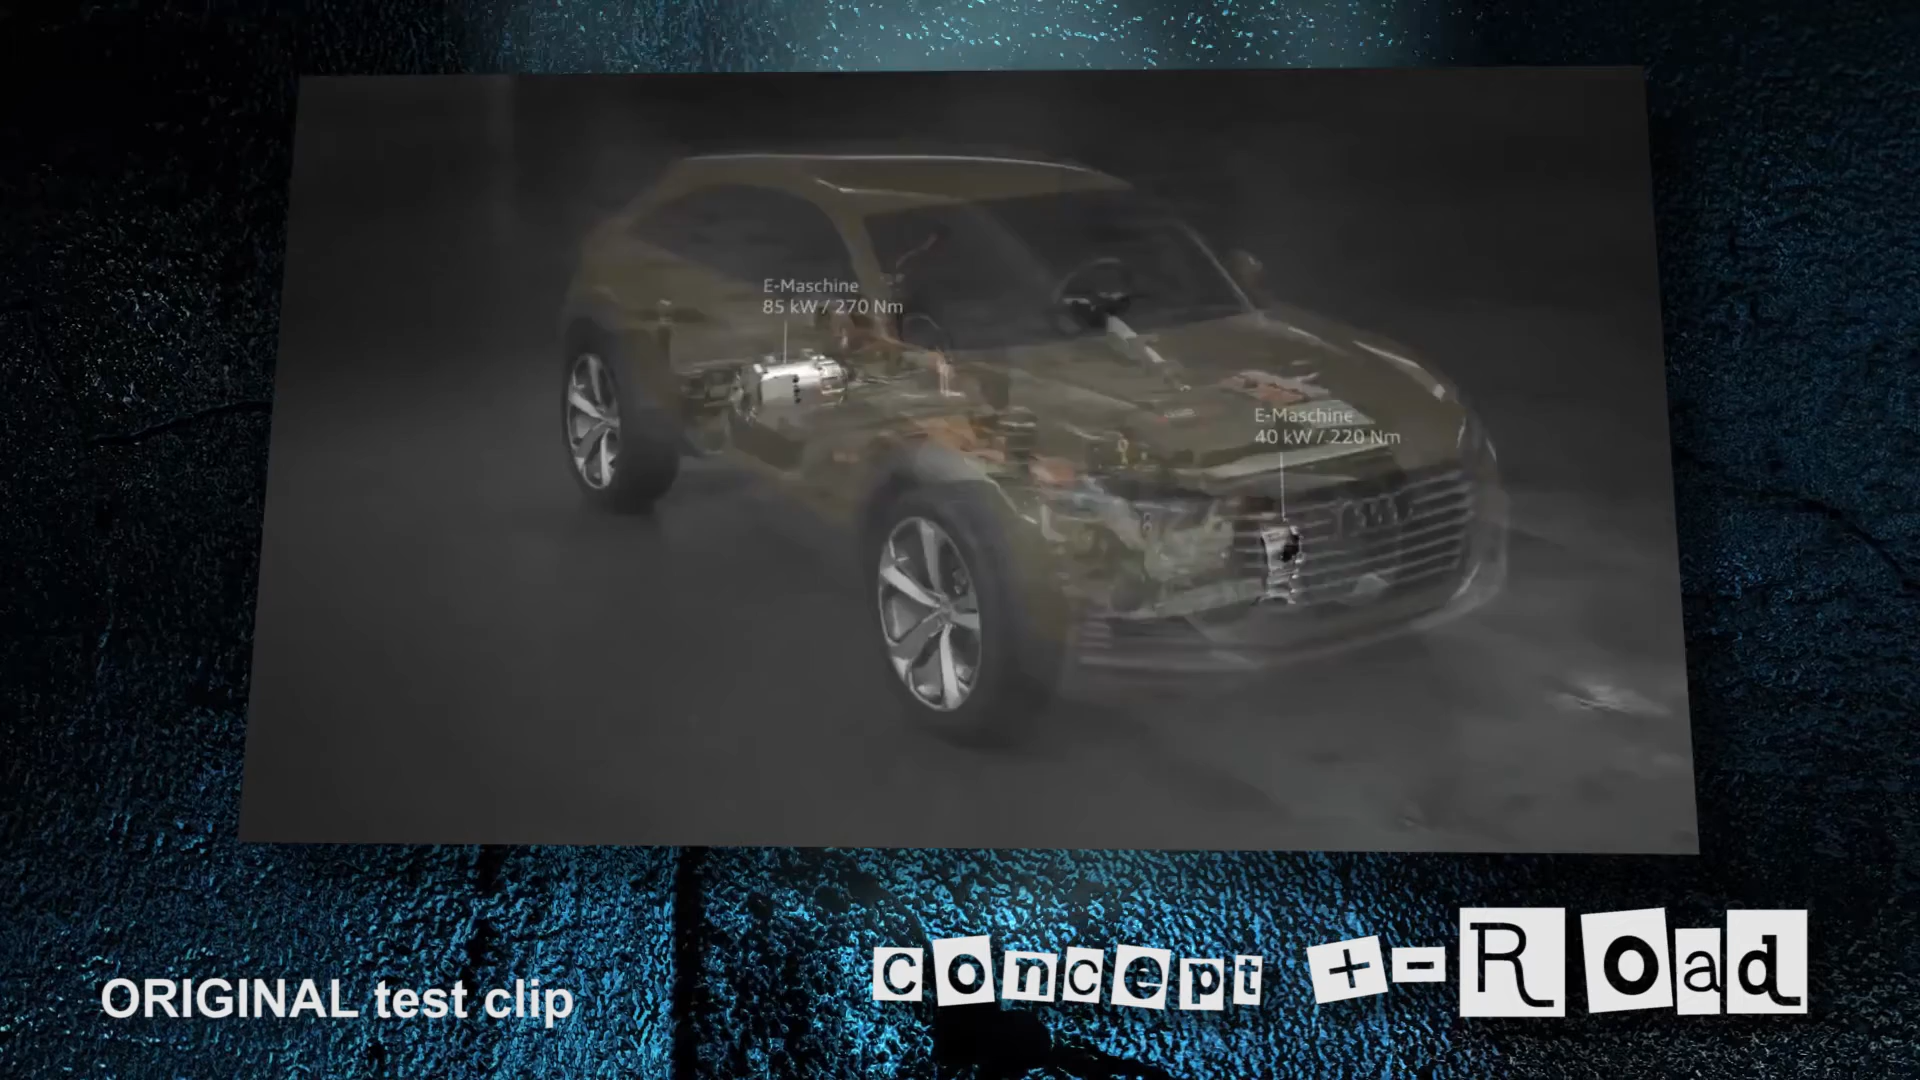 E-Maschine
85 kW / 270 Nm
E-Maschine
40 kW / 220 Nm
ORIGINAL test clip
concept +-Road